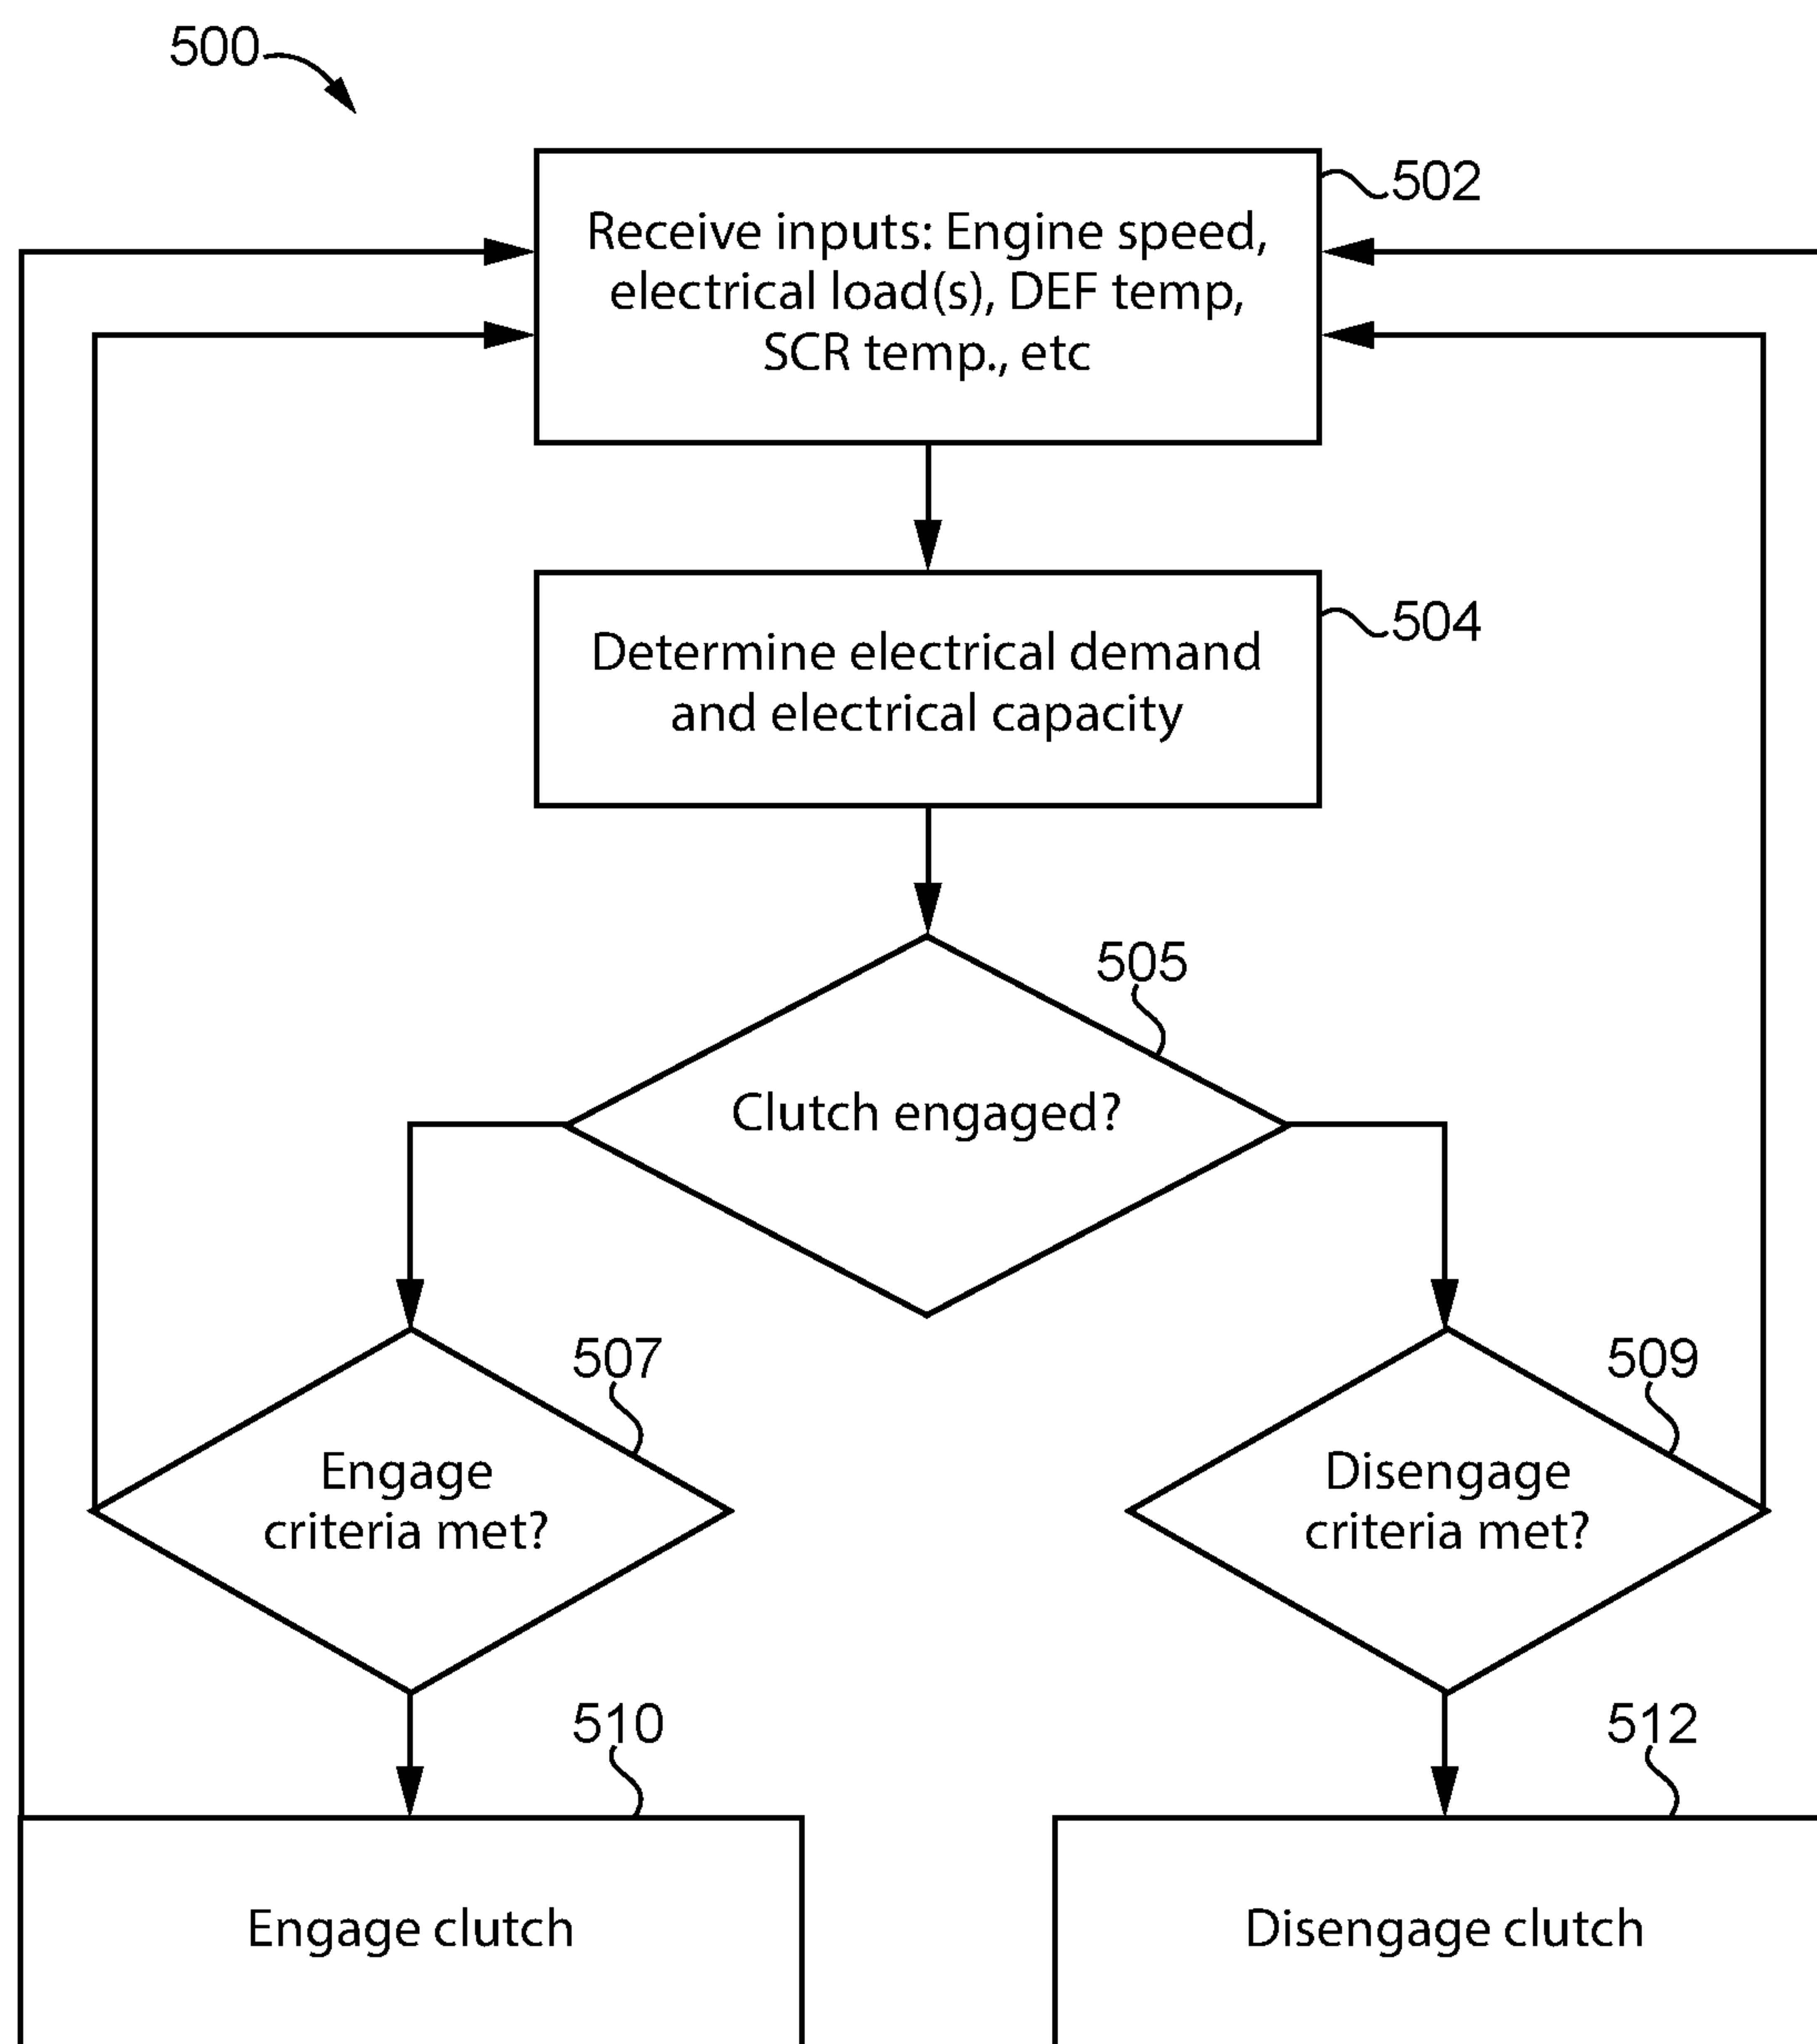 500
502
Receive inputs: Engine speed,
electrical load(s), DEF temp,
SCR temp., etc
504
Determine electrical demand
and electrical capacity
505
Clutch engaged?
507
Engage
criteria met?
509
Disengage
criteria met?
510
Engage clutch
512
Disengage clutch